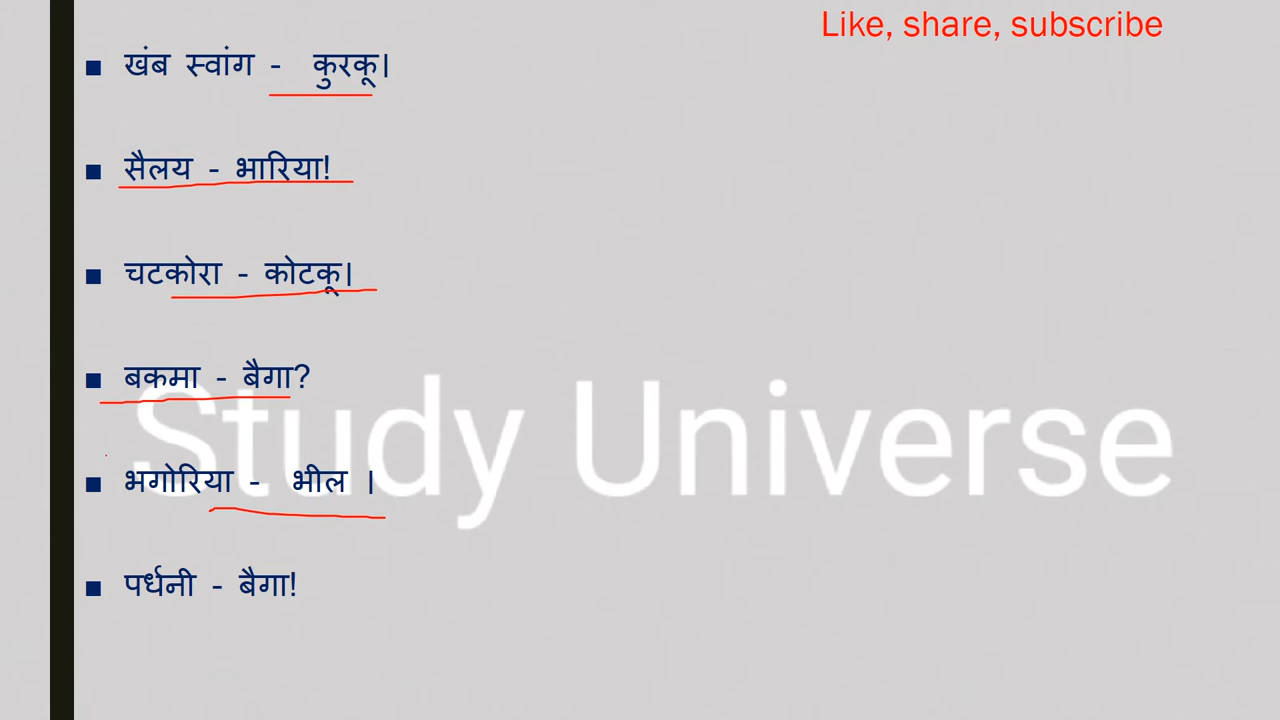 Like, share, subscribe
खंब स्वांग - कुरकू।
सैलय - भारिया!
चटकोरा - कोटकू।
बकमा - बैगा?
भगोरिया - भील ।
पर्धनी - बैगा!
Study Universe